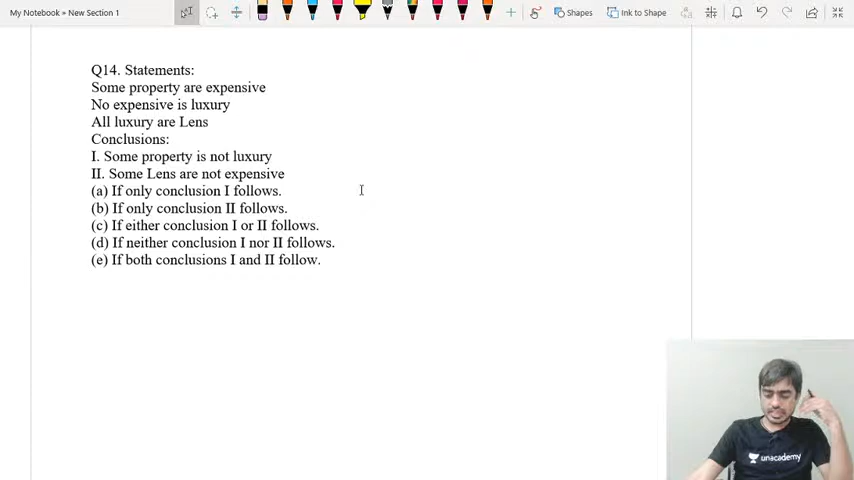 My Notebook » New Section 1
Shapes
Ink to Shape
Q14. Statements:
Some property are expensive
No expensive is luxury
All luxury are Lens
Conclusions:
I. Some property is not luxury
II. Some Lens are not expensive
(a) If only conclusion I follows.
(b) If only conclusion II follows.
(c) If either conclusion I or II follows.
(d) If neither conclusion I nor II follows.
(e) If both conclusions I and II follow.
unacademy